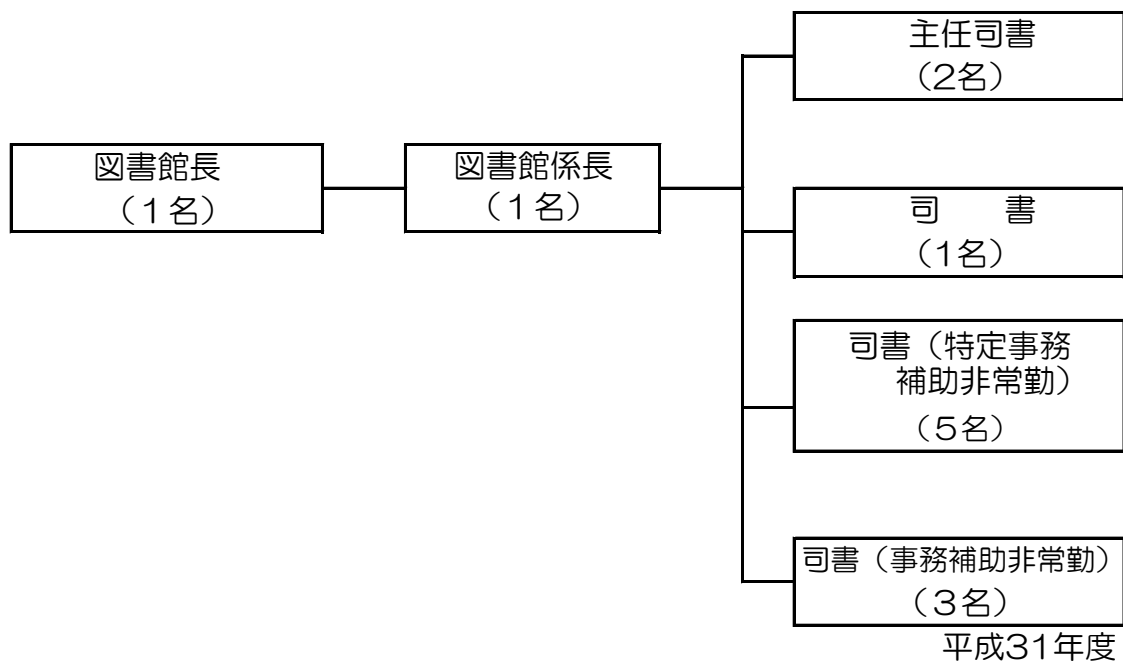 図書館長
(1名)
図書館係長
(1名)
主任司書
(2名)
司　　書
(1名)
司書(特定事務
補助非常勤)
(5名)
司書(事務補助非常勤)
(3名)
平成31年度